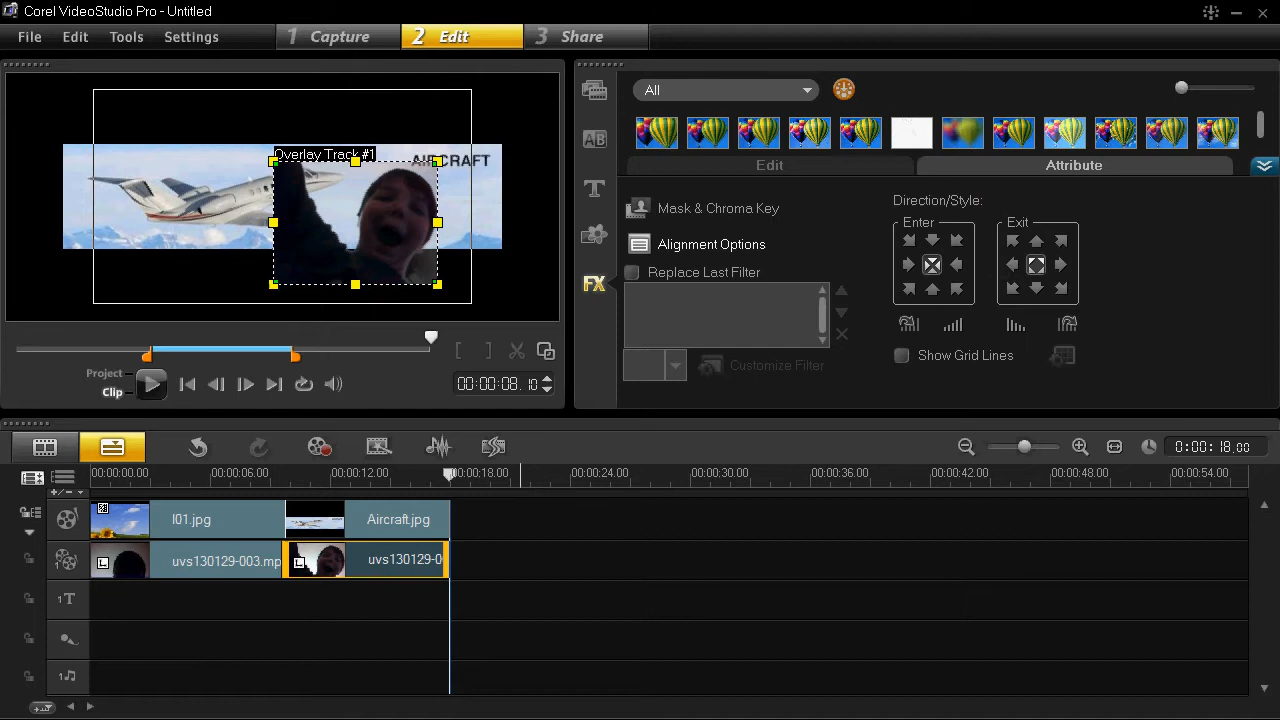 Corel VideoStudio Pro - Untitled
File Edit Tools Settings 1 Capture 2 Edit 3 Share
All
Overlay Track #1
AIRCRAFT
AB
T
FX
Edit Attribute
Mask & Chroma Key
Alignment Options
Replace Last Filter
Customize Filter
Direction/Style:
Enter Exit
Show Grid Lines
Project
Clip
00:00:08. 10
0:00:18.00
00:00:00.00 00:00:06.00 00:00:12.00 00:00:18.00 00:00:24.00 00:00:30.00 00:00:36.00 00:00:42.00 00:00:48.00 00:00:54.00
I01.jpg Aircraft.jpg
L uvs130129-003.mp L uvs130129-0
1T
1